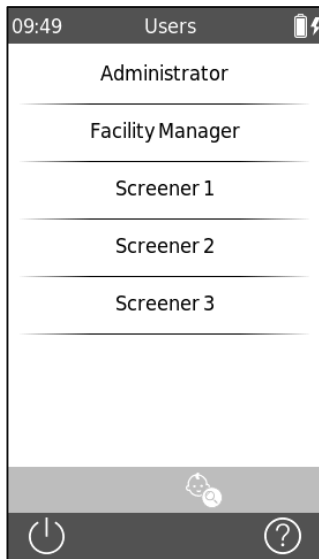 09:49 Users
Administrator
Facility Manager
Screener 1
Screener 2
Screener 3
?